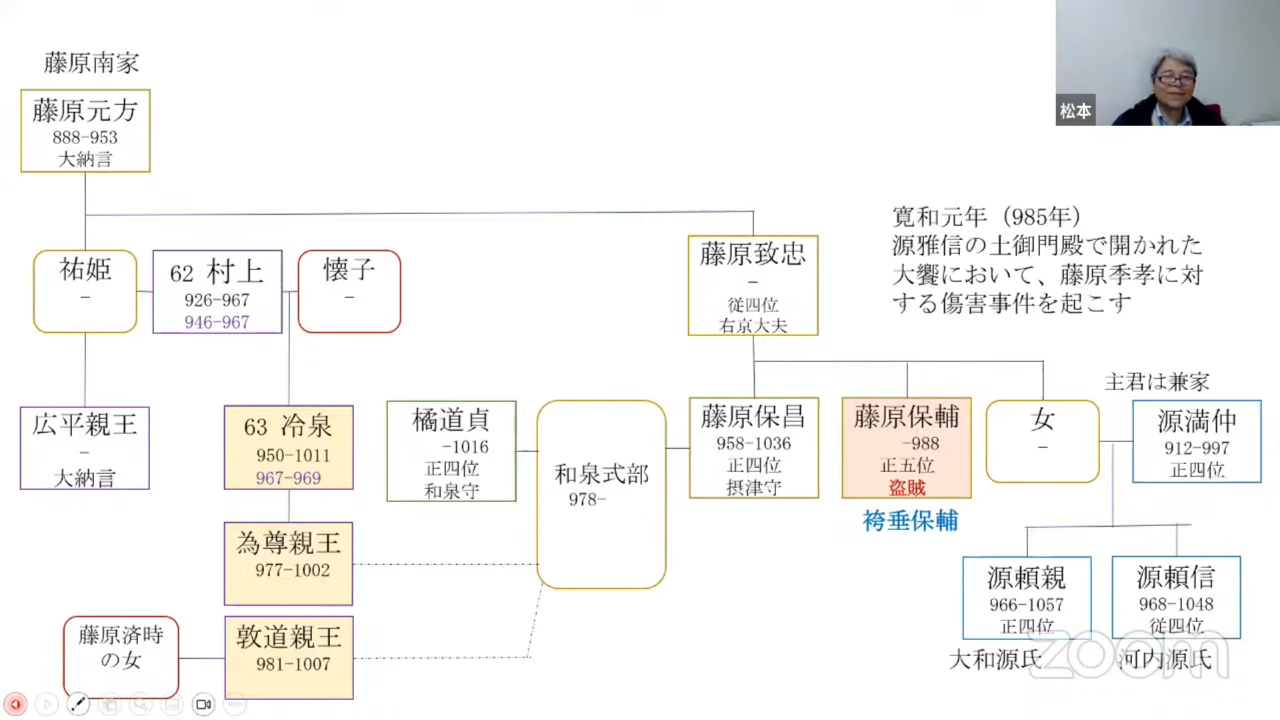 藤原南家
藤原元方
888-953
大納言
松本
寛和元年（985年）
源雅信の土御門殿で開かれた
大饗において、藤原季孝に対
する傷害事件を起こす
祐姫
-
62 村上
926-967
946-967
懐子
-
藤原致忠
-
従四位
右京大夫
主君は兼家
広平親王
-
大納言
63 冷泉
950-1011
967-969
橘道貞
-1016
正四位
和泉守
和泉式部
978-
藤原保昌
958-1036
正四位
摂津守
藤原保輔
-988
正五位
盗賊
袴垂保輔
女
-
源満仲
912-997
正四位
為尊親王
977-1002
源頼親
966-1057
正四位
大和源氏
源頼信
968-1048
従四位
河内源氏
藤原済時
の女
敦道親王
981-1007
zoom